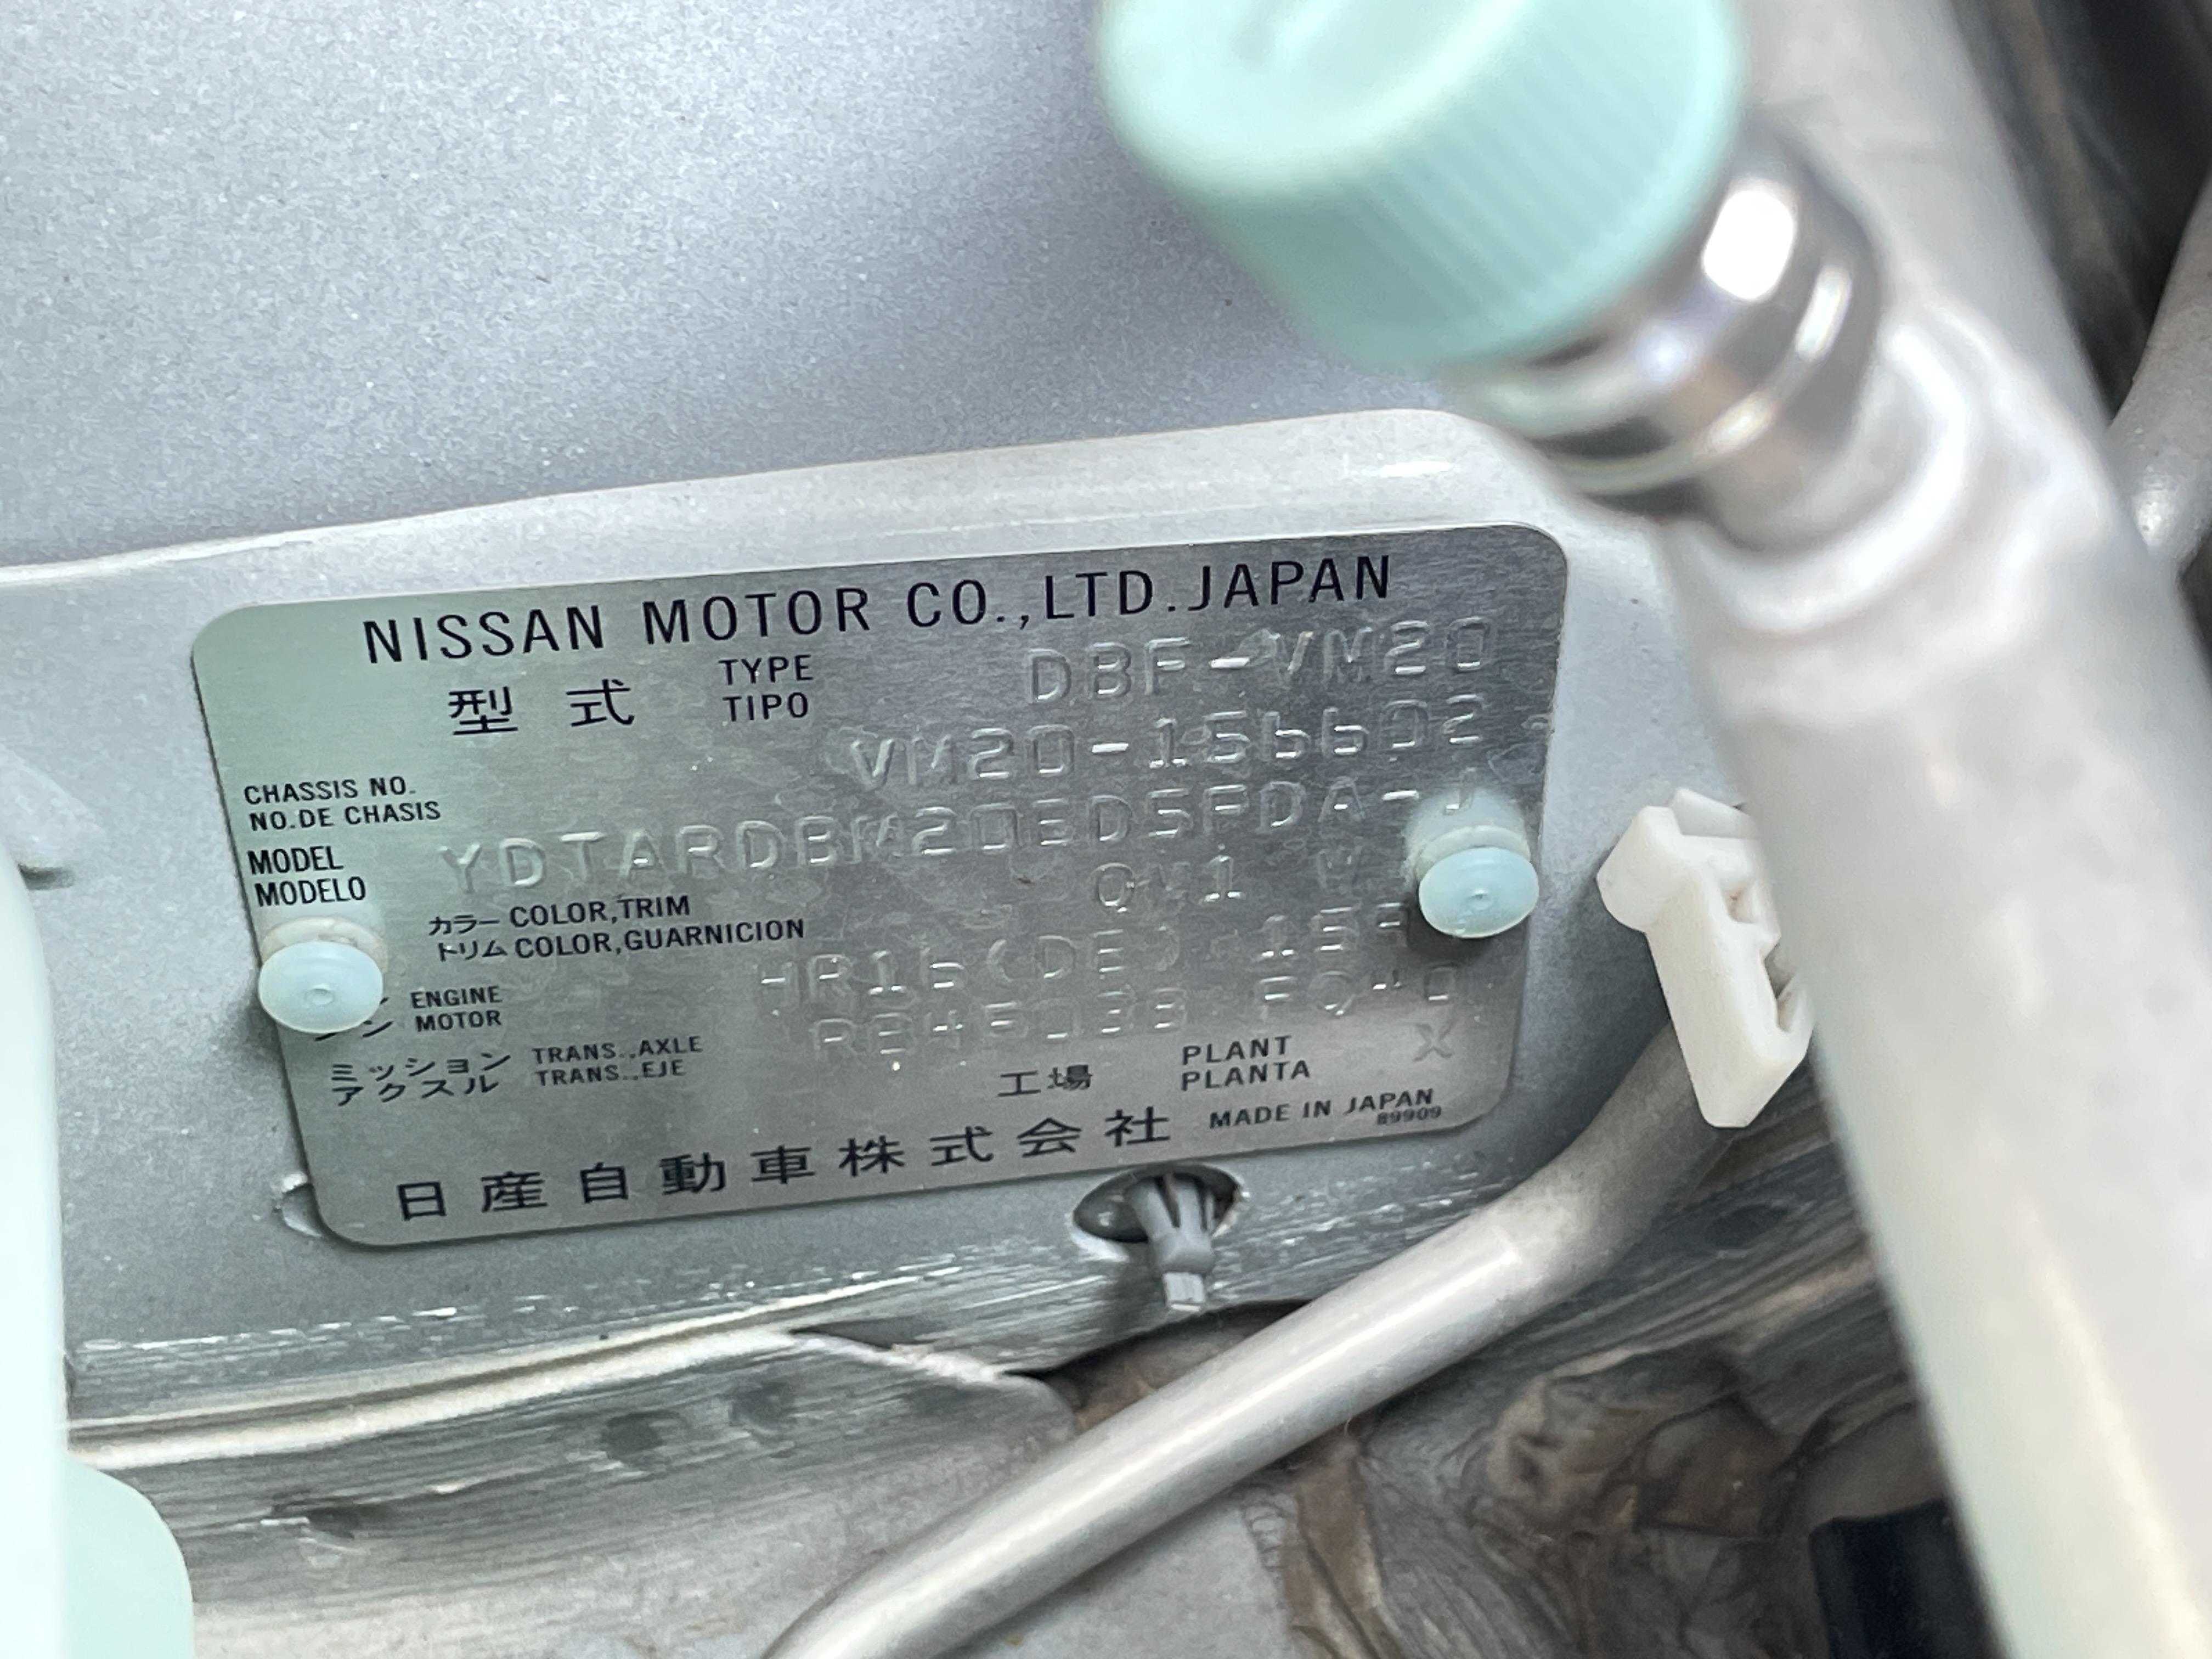 NISSAN MOTOR CO.,LTD.JAPAN
型式 TYPE DBF-VM20
TIPO
CHASSIS NO. VM20-156602
NO.DE CHASIS
MODEL YDTARDBM20ED5FDA-J
MODELO
カラー COLOR,TRIM QM1
トリム COLOR,GUARNICION
ENGINE HR16(DE)
MOTOR
ミッション TRANS.,AXLE
アクスル TRANS.,EJE
工場 PLANT X
PLANTA
日産自動車株式会社 MADE IN JAPAN
89909